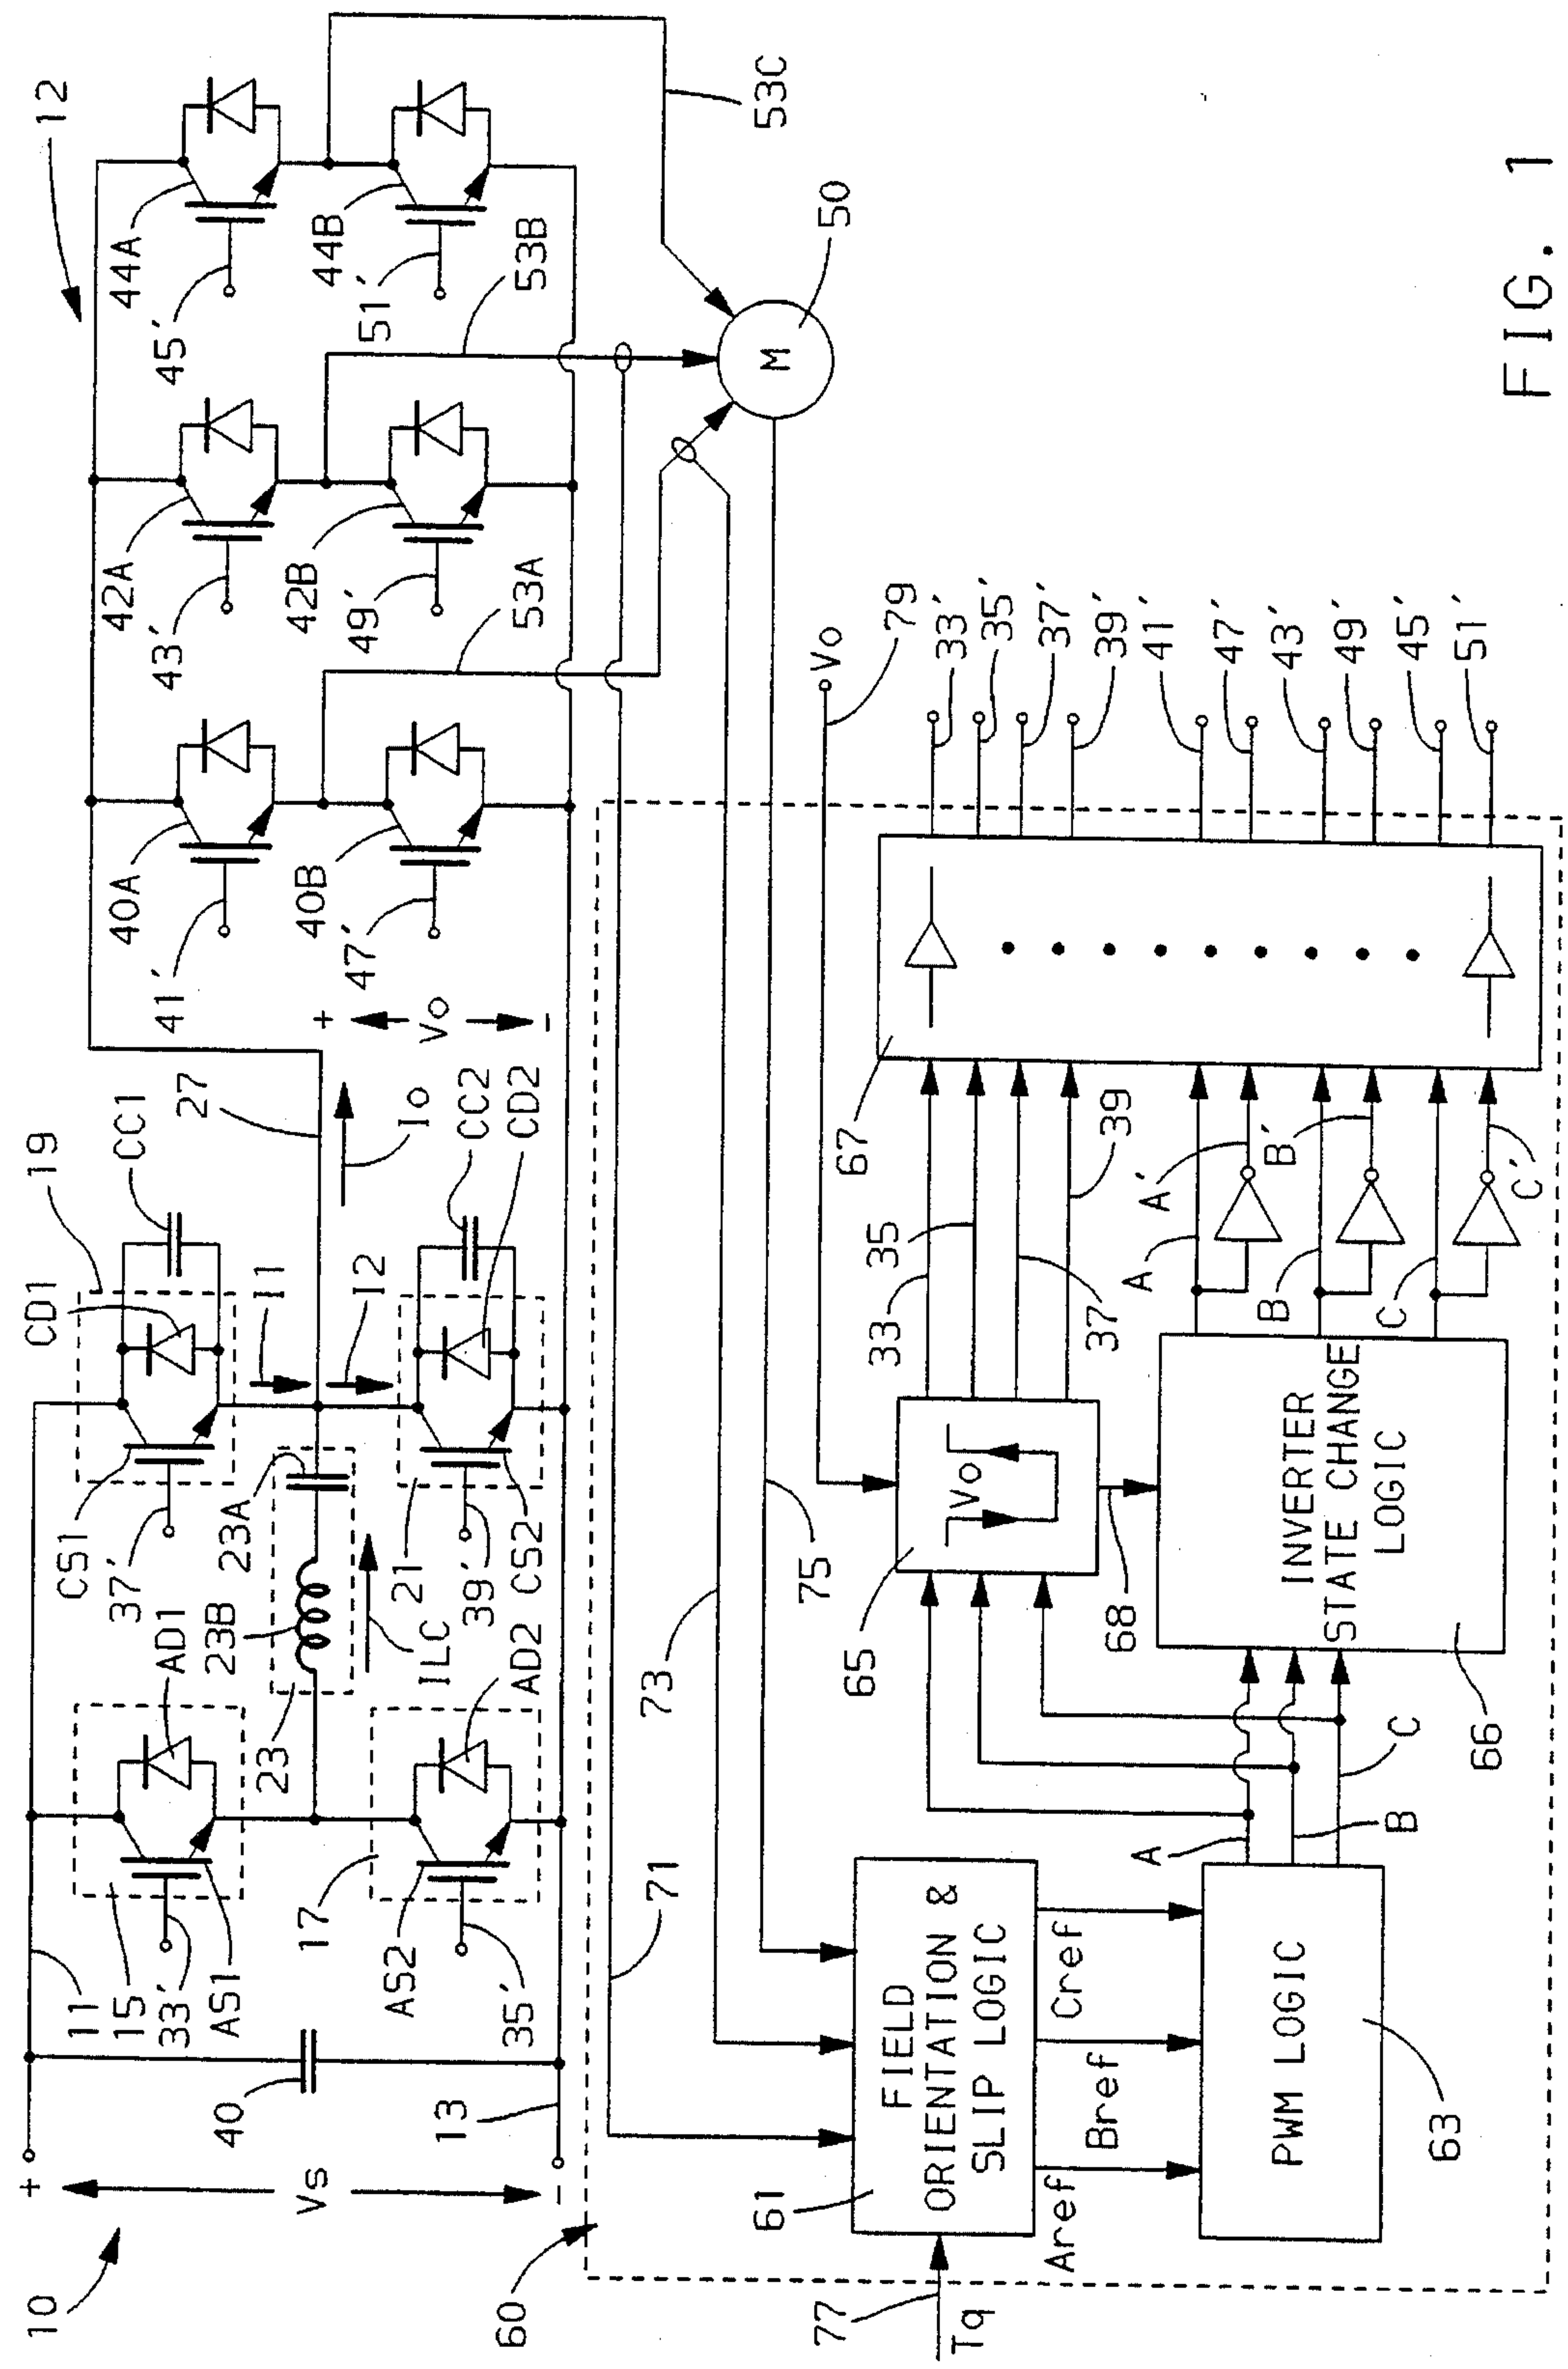 10
+
Vs
-
11
13
40
15
33'
AS1
AD1
17
AS2
35'
AD2
23
23B
23A
ILC
CS1
37'
CD1
19
CC1
I1
I2
21
39'
CS2
CC2
CD2
27
Io
+
Vo
-
12
40A
41'
40B
47'
42A
43'
42B
49'
44A
45'
44B
51'
53A
53B
53C
M
50
60
71
73
75
77
Tq
61
FIELD
ORIENTATION &
SLIP LOGIC
Aref
Bref
Cref
PWM LOGIC
63
A
B
C
65
Vo
68
INVERTER
STATE CHANGE
LOGIC
66
33
35
37
39
A
A'
B
B'
C
C'
67
Vo
79
33'
35'
37'
39'
41'
47'
43'
49'
45'
51'
FIG. 1